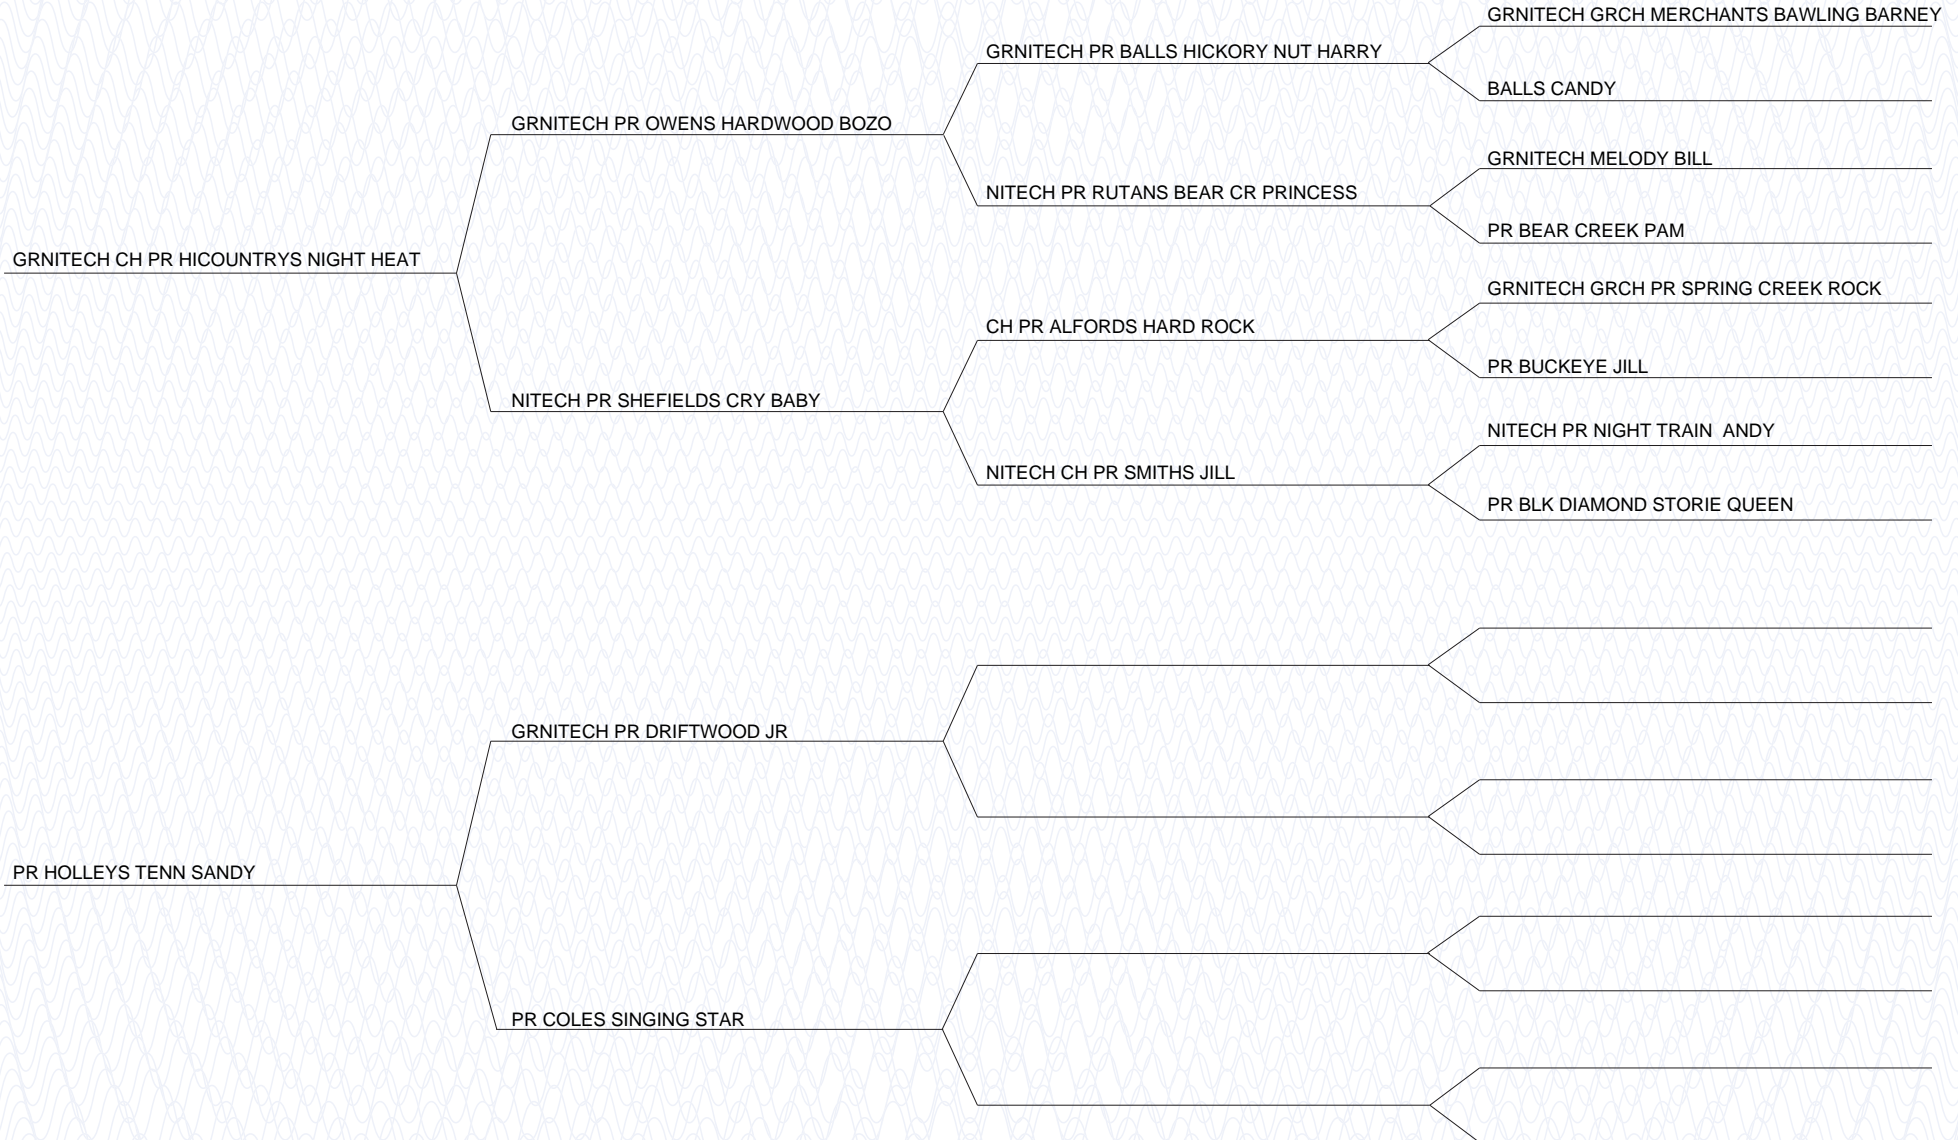 GRNITECH GRCH MERCHANTS BAWLING BARNEY
GRNITECH PR BALLS HICKORY NUT HARRY
BALLS CANDY
GRNITECH PR OWENS HARDWOOD BOZO
GRNITECH MELODY BILL
NITECH PR RUTANS BEAR CR PRINCESS
PR BEAR CREEK PAM
GRNITECH CH PR HICOUNTRYS NIGHT HEAT
GRNITECH GRCH PR SPRING CREEK ROCK
CH PR ALFORDS HARD ROCK
PR BUCKEYE JILL
NITECH PR SHEFIELDS CRY BABY
NITECH PR NIGHT TRAIN  ANDY
NITECH CH PR SMITHS JILL
PR BLK DIAMOND STORIE QUEEN
GRNITECH PR DRIFTWOOD JR
PR HOLLEYS TENN SANDY
PR COLES SINGING STAR